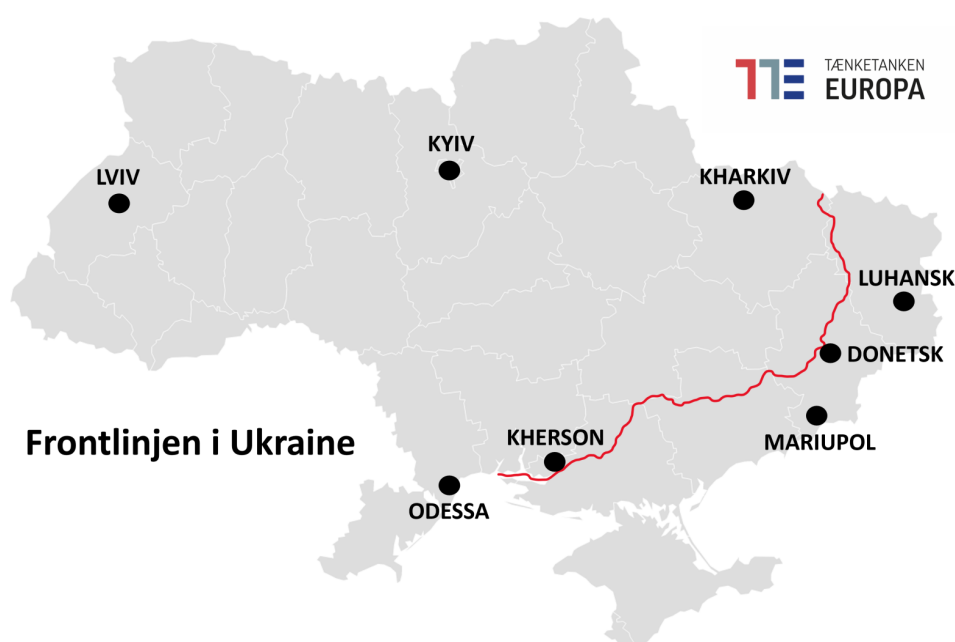 TÆNKETANKEN
EUROPA
KYIV
LVIV
KHARKIV
LUHANSK
DONETSK
Frontlinjen i Ukraine
KHERSON
MARIUPOL
ODESSA